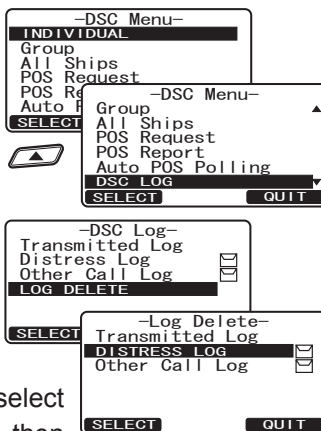 -DSC Menu-
INDIVIDUAL
Group
All Ships
POS Request
POS
Auto
SELECT
-DSC Menu-
Group
All Ships
POS Request
POS Report
Auto POS Polling
DSC LOG
SELECT QUIT
-DSC Log-
Transmitted Log
Distress Log
Other Call Log
LOG DELETE
SELECT
-Log Delete-
Transmitted Log
DISTRESS LOG
Other Call Log
SELECT QUIT
select
then